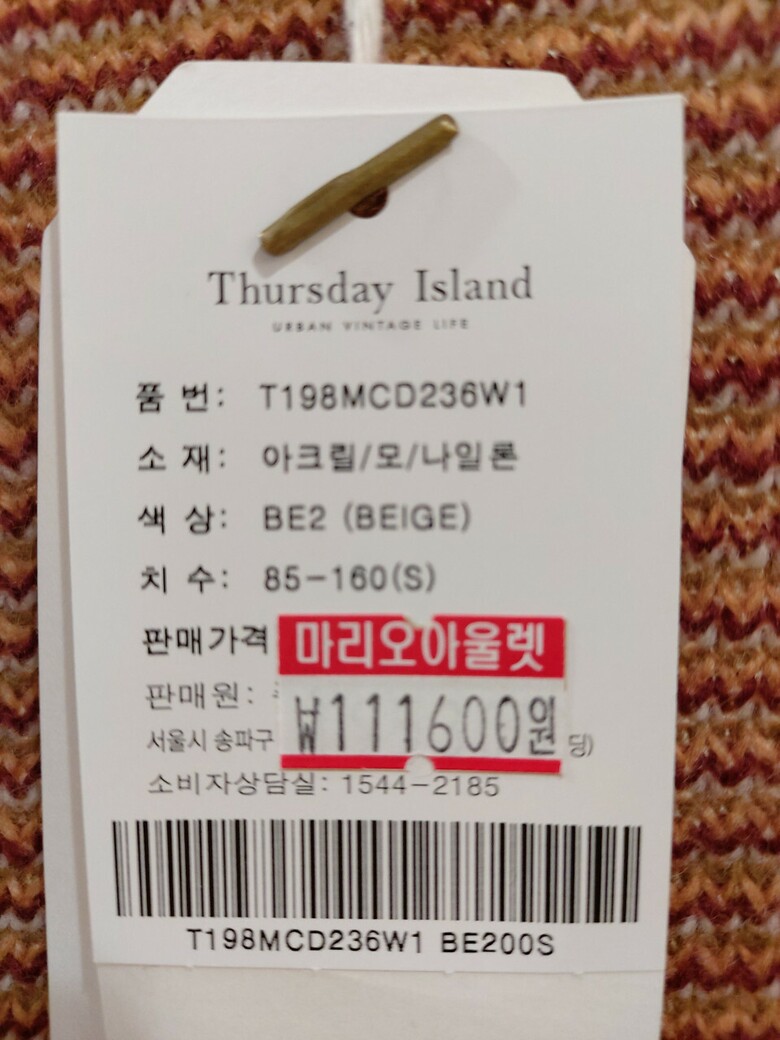 Thursday Island
URBAN VINTAGE LIFE
품 번: T198MCD236W1
소 재: 아크릴/모/나일론
색 상: BE2 (BEIGE)
치 수: 85-160(S)
판매가격 마리오아울렛
판매원:
₩111600원
서울시 송파구 딩)
소비자상담실: 1544-2185
T198MCD236W1 BE200S